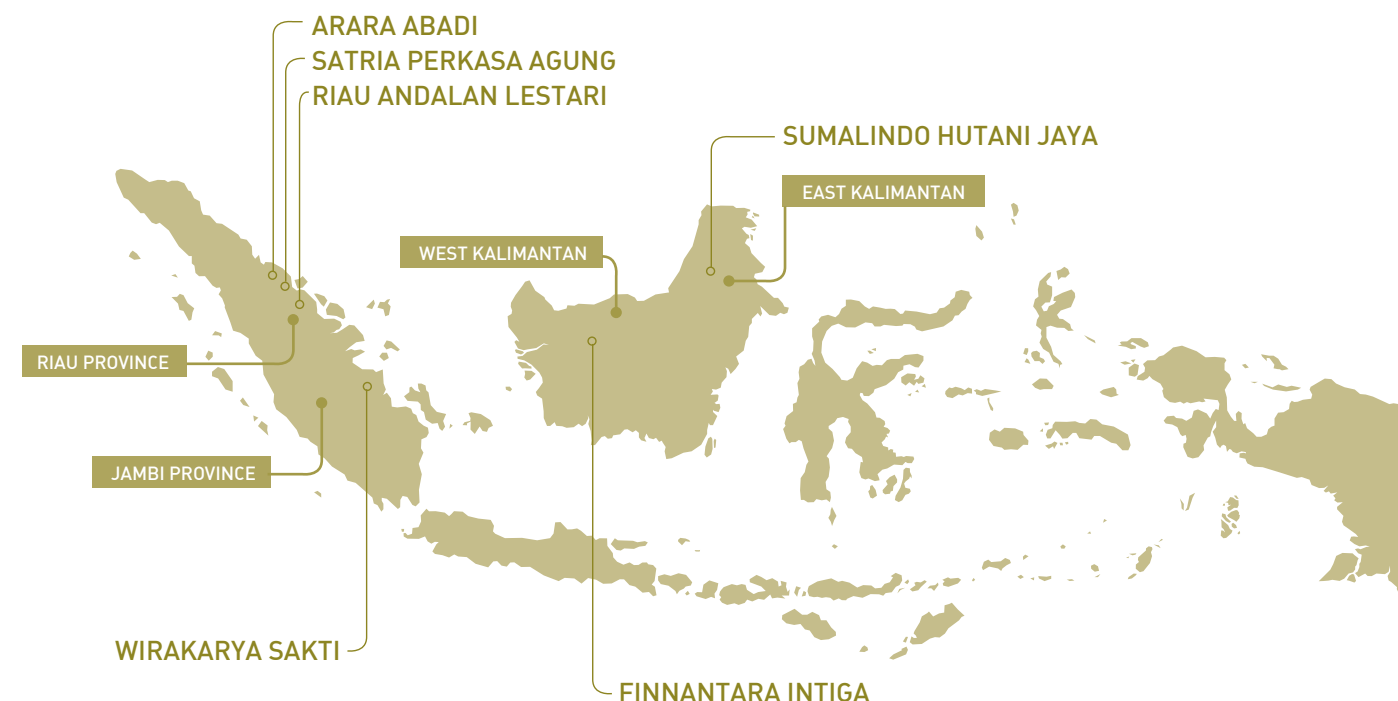 ARARA ABADI
SATRIA PERKASA AGUNG
RIAU ANDALAN LESTARI
SUMALINDO HUTANI JAYA
EAST KALIMANTAN
WEST KALIMANTAN
RIAU PROVINCE
JAMBI PROVINCE
WIRAKARYA SAKTI
FINNANTARA INTIGA